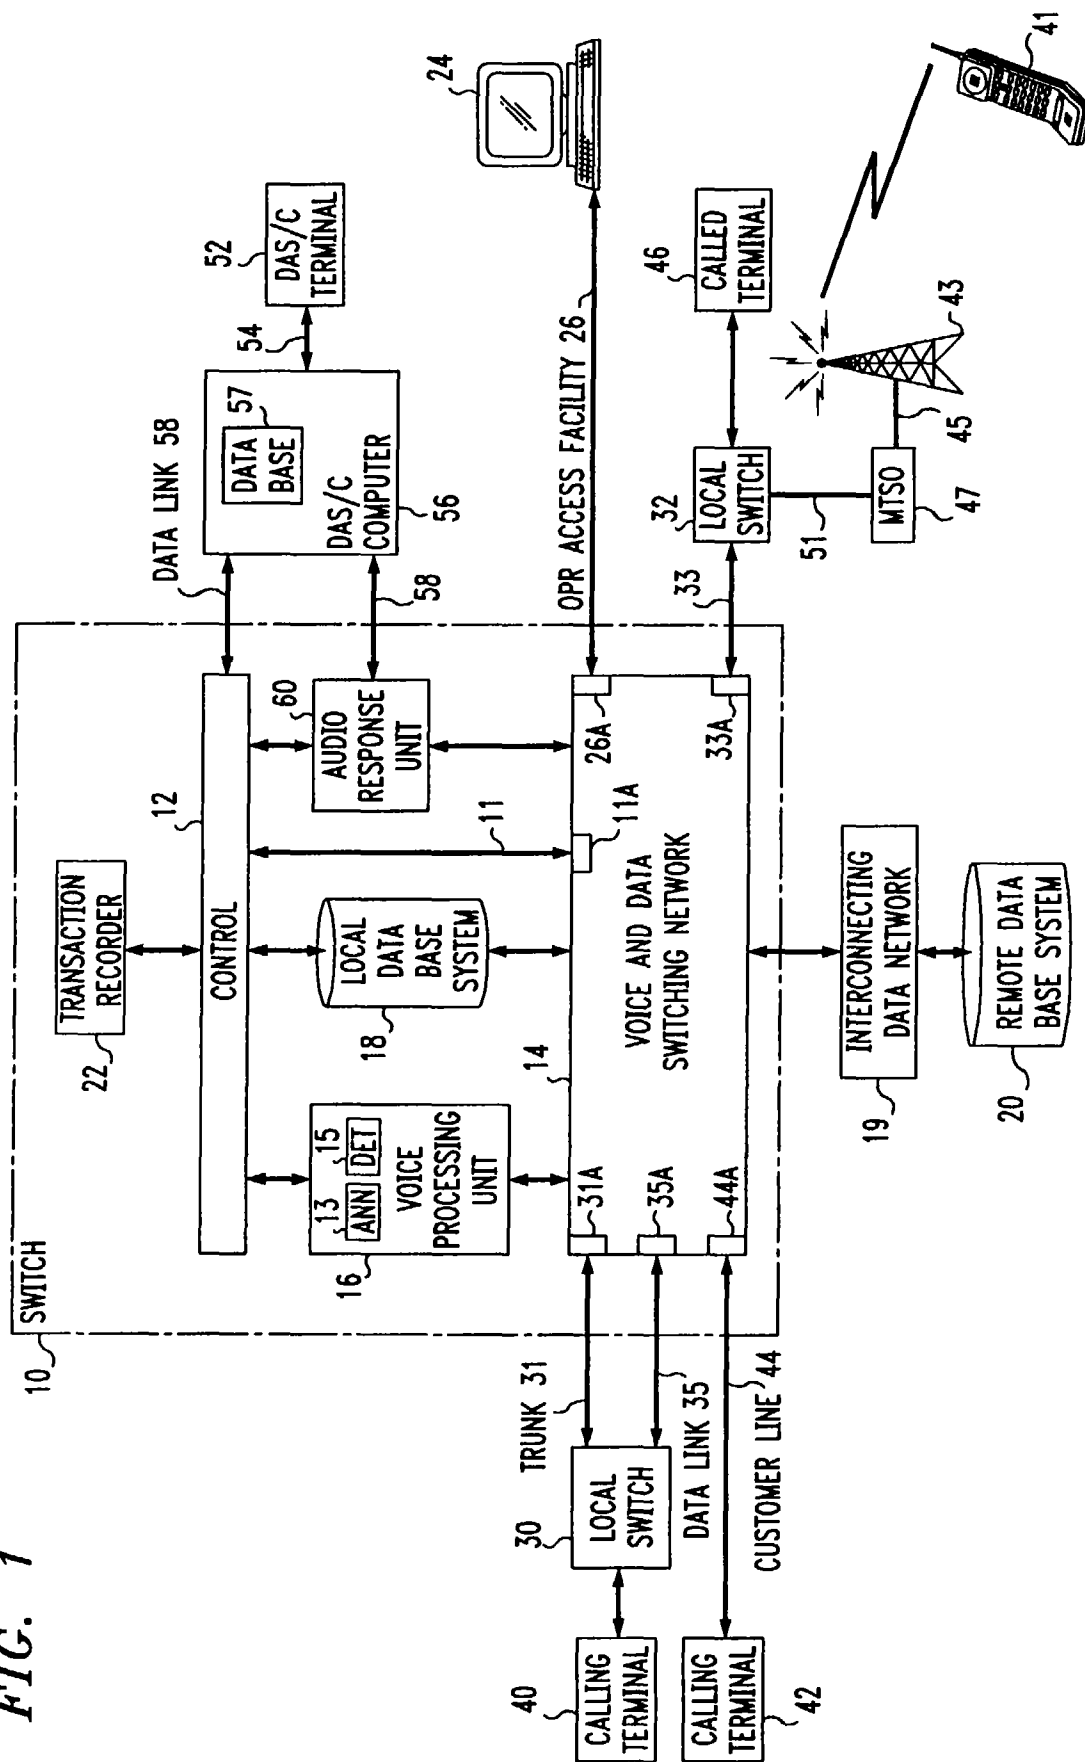 FIG. 1
10
SWITCH
TRANSACTION
RECORDER
22
12
CONTROL
DATA LINK 58
13
15
ANN
DET
VOICE
PROCESSING
UNIT
16
LOCAL
DATA
BASE
SYSTEM
18
11
11A
60
AUDIO
RESPONSE
UNIT
58
57
DATA
BASE
DAS/C
COMPUTER
56
54
52
DAS/C
TERMINAL
24
OPR ACCESS FACILITY 26
14
VOICE AND DATA
SWITCHING NETWORK
31A
35A
44A
26A
33A
TRUNK 31
30
LOCAL
SWITCH
DATA LINK 35
CUSTOMER LINE 44
40
CALLING
TERMINAL
CALLING
TERMINAL
42
33
32
LOCAL
SWITCH
46
CALLED
TERMINAL
51
MTSO
47
45
43
41
19
INTERCONNECTING
DATA NETWORK
20
REMOTE DATA
BASE SYSTEM